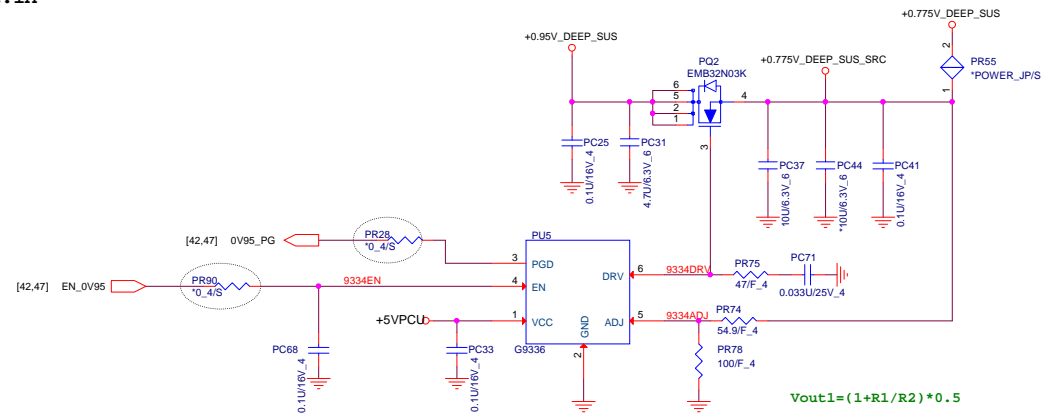 +0.775V_DEEP_SUS
+0.95V_DEEP_SUS
PQ2
EMB32N03K
+0.775V_DEEP_SUS_SRC
2
PR55
*POWER_JP/S
1
6
5
2
1
4
3
PC25
0.1U/16V_4
PC31
4.7U/6.3V_6
PC37
10U/6.3V_6
PC44
*10U/6.3V_6
PC41
0.1U/16V_4
[42,47] 0V95_PG
PR28
*0_4/S
PU5
3 PGD
DRV 6 9334DRV
PR75
47/F_4
PC71
0.033U/25V_4
[42,47] EN_0V95
PR90
*0_4/S
9334EN 4 EN
+5VPCU 1 VCC
GND
2
ADJ 5 9334ADJ
PR74
54.9/F_4
G9336
PC68
0.1U/16V_4
PC33
0.1U/16V_4
PR78
100/F_4
Vout1=(1+R1/R2)*0.5